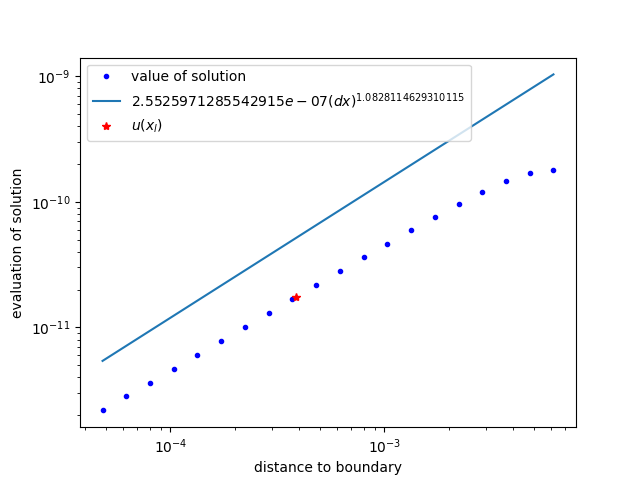 value of solution
2.5525971285542915e − 07(dx)^1.0828114629310115
u(x_l)
10^−9
10^−10
10^−11
evaluation of solution
10^−4
10^−3
distance to boundary